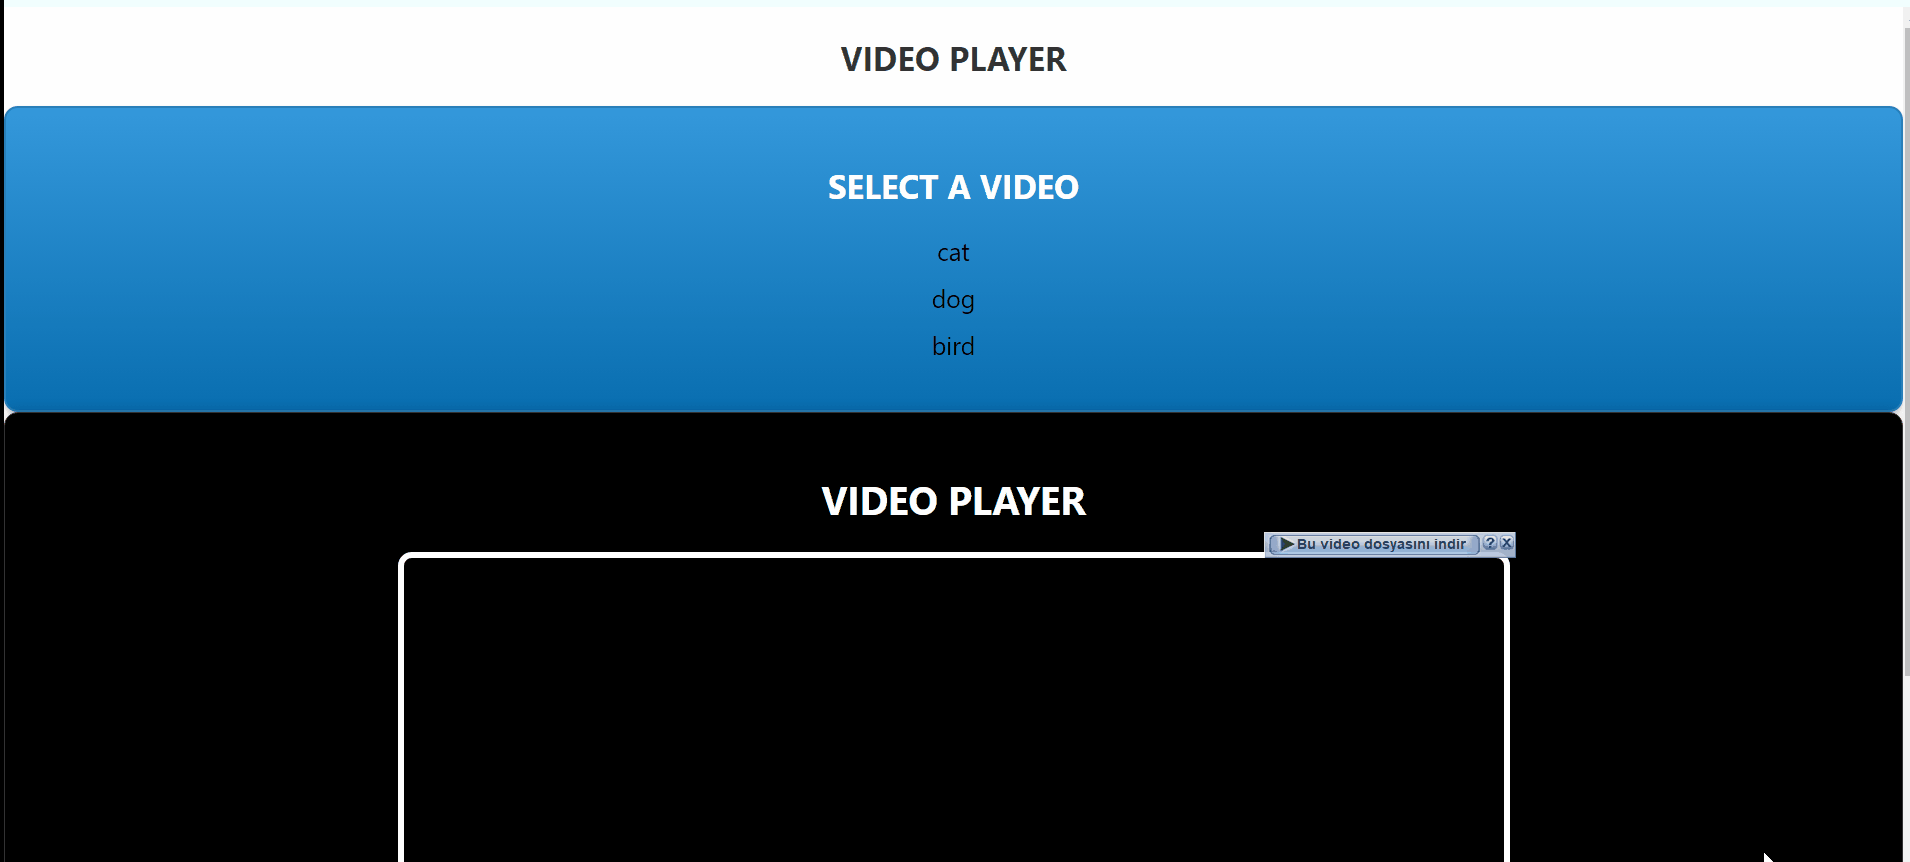 VIDEO PLAYER
SELECT A VIDEO
cat
dog
bird
VIDEO PLAYER
Bu video dosyasını indir ? X